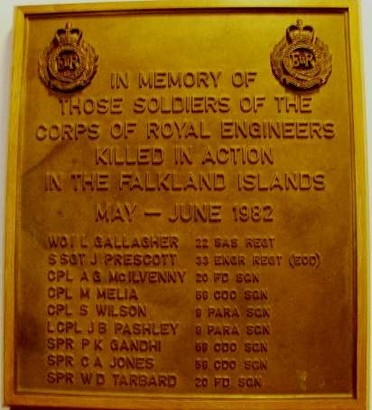 IN MEMORY OF
THOSE SOLDIERS OF THE
CORPS OF ROYAL ENGINEERS
KILLED IN ACTION
IN THE FALKLAND ISLANDS
MAY — JUNE 1982
WO1 L GALLAGHER 22 SAS REGT
S SGT J PRESCOTT 33 ENGR REGT (EOD)
CPL A G McILVENNY 20 FD SQN
CPL M MELIA 59 CDO SQN
CPL S WILSON 9 PARA SQN
LCPL J B PASHLEY 9 PARA SQN
SPR P K GANDHI 59 CDO SQN
SPR C A JONES 59 CDO SQN
SPR W D TARBARD 20 FD SQN